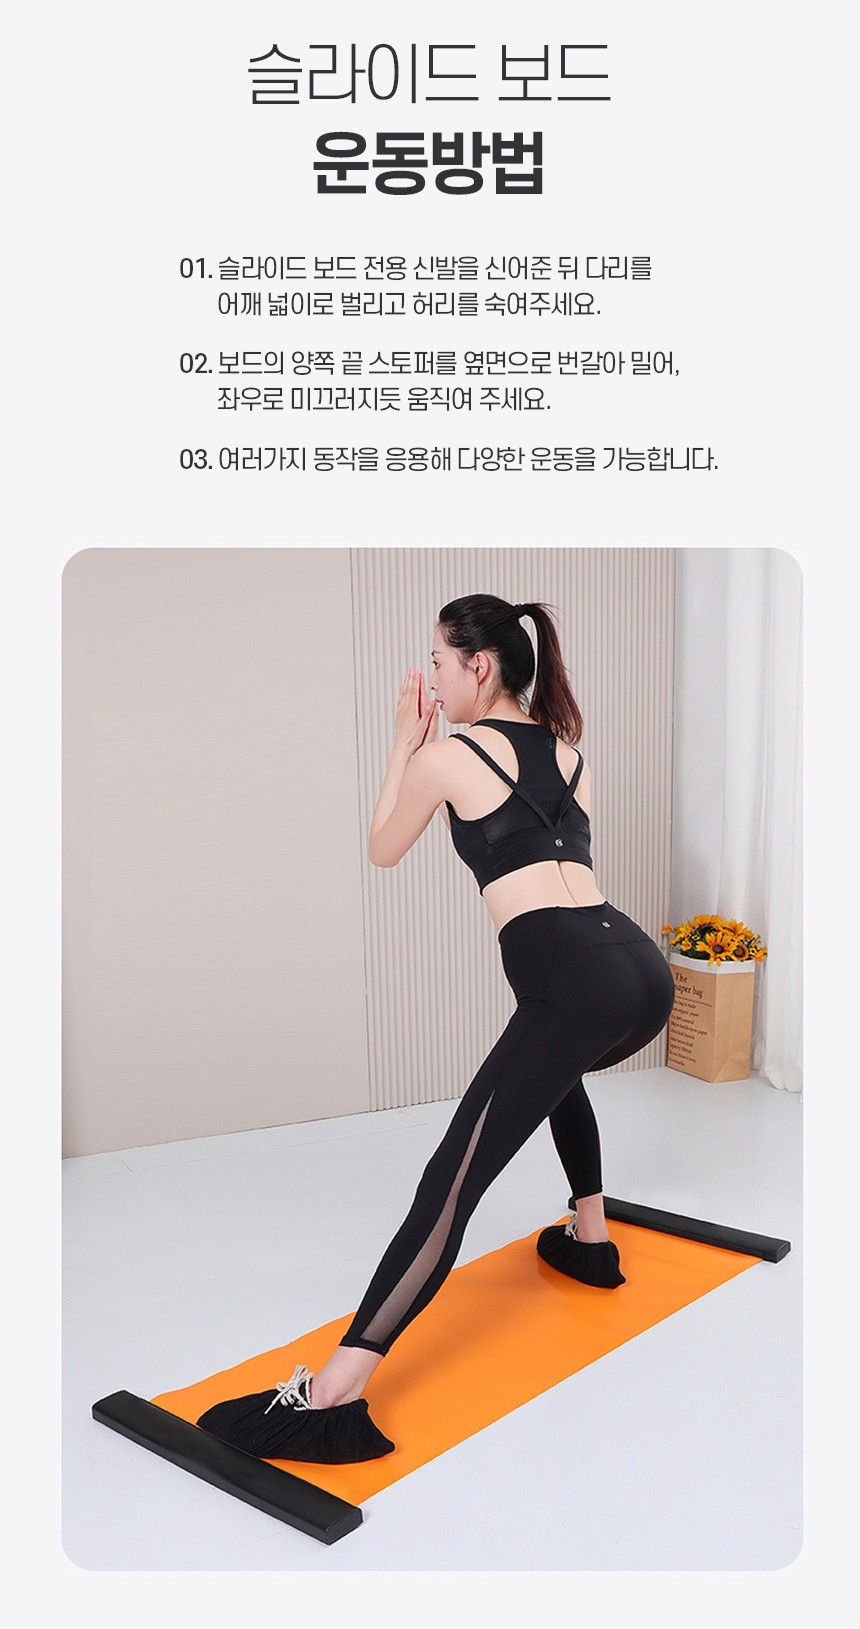 슬라이드 보드
운동방법
01. 슬라이드 보드 전용 신발을 신어준 뒤 다리를
어깨 넓이로 벌리고 허리를 숙여주세요.
02. 보드의 양쪽 끝 스토퍼를 옆면으로 번갈아 밀어,
좌우로 미끄러지듯 움직여 주세요.
03. 여러가지 동작을 응용해 다양한 운동을 가능합니다.
The
paper bag